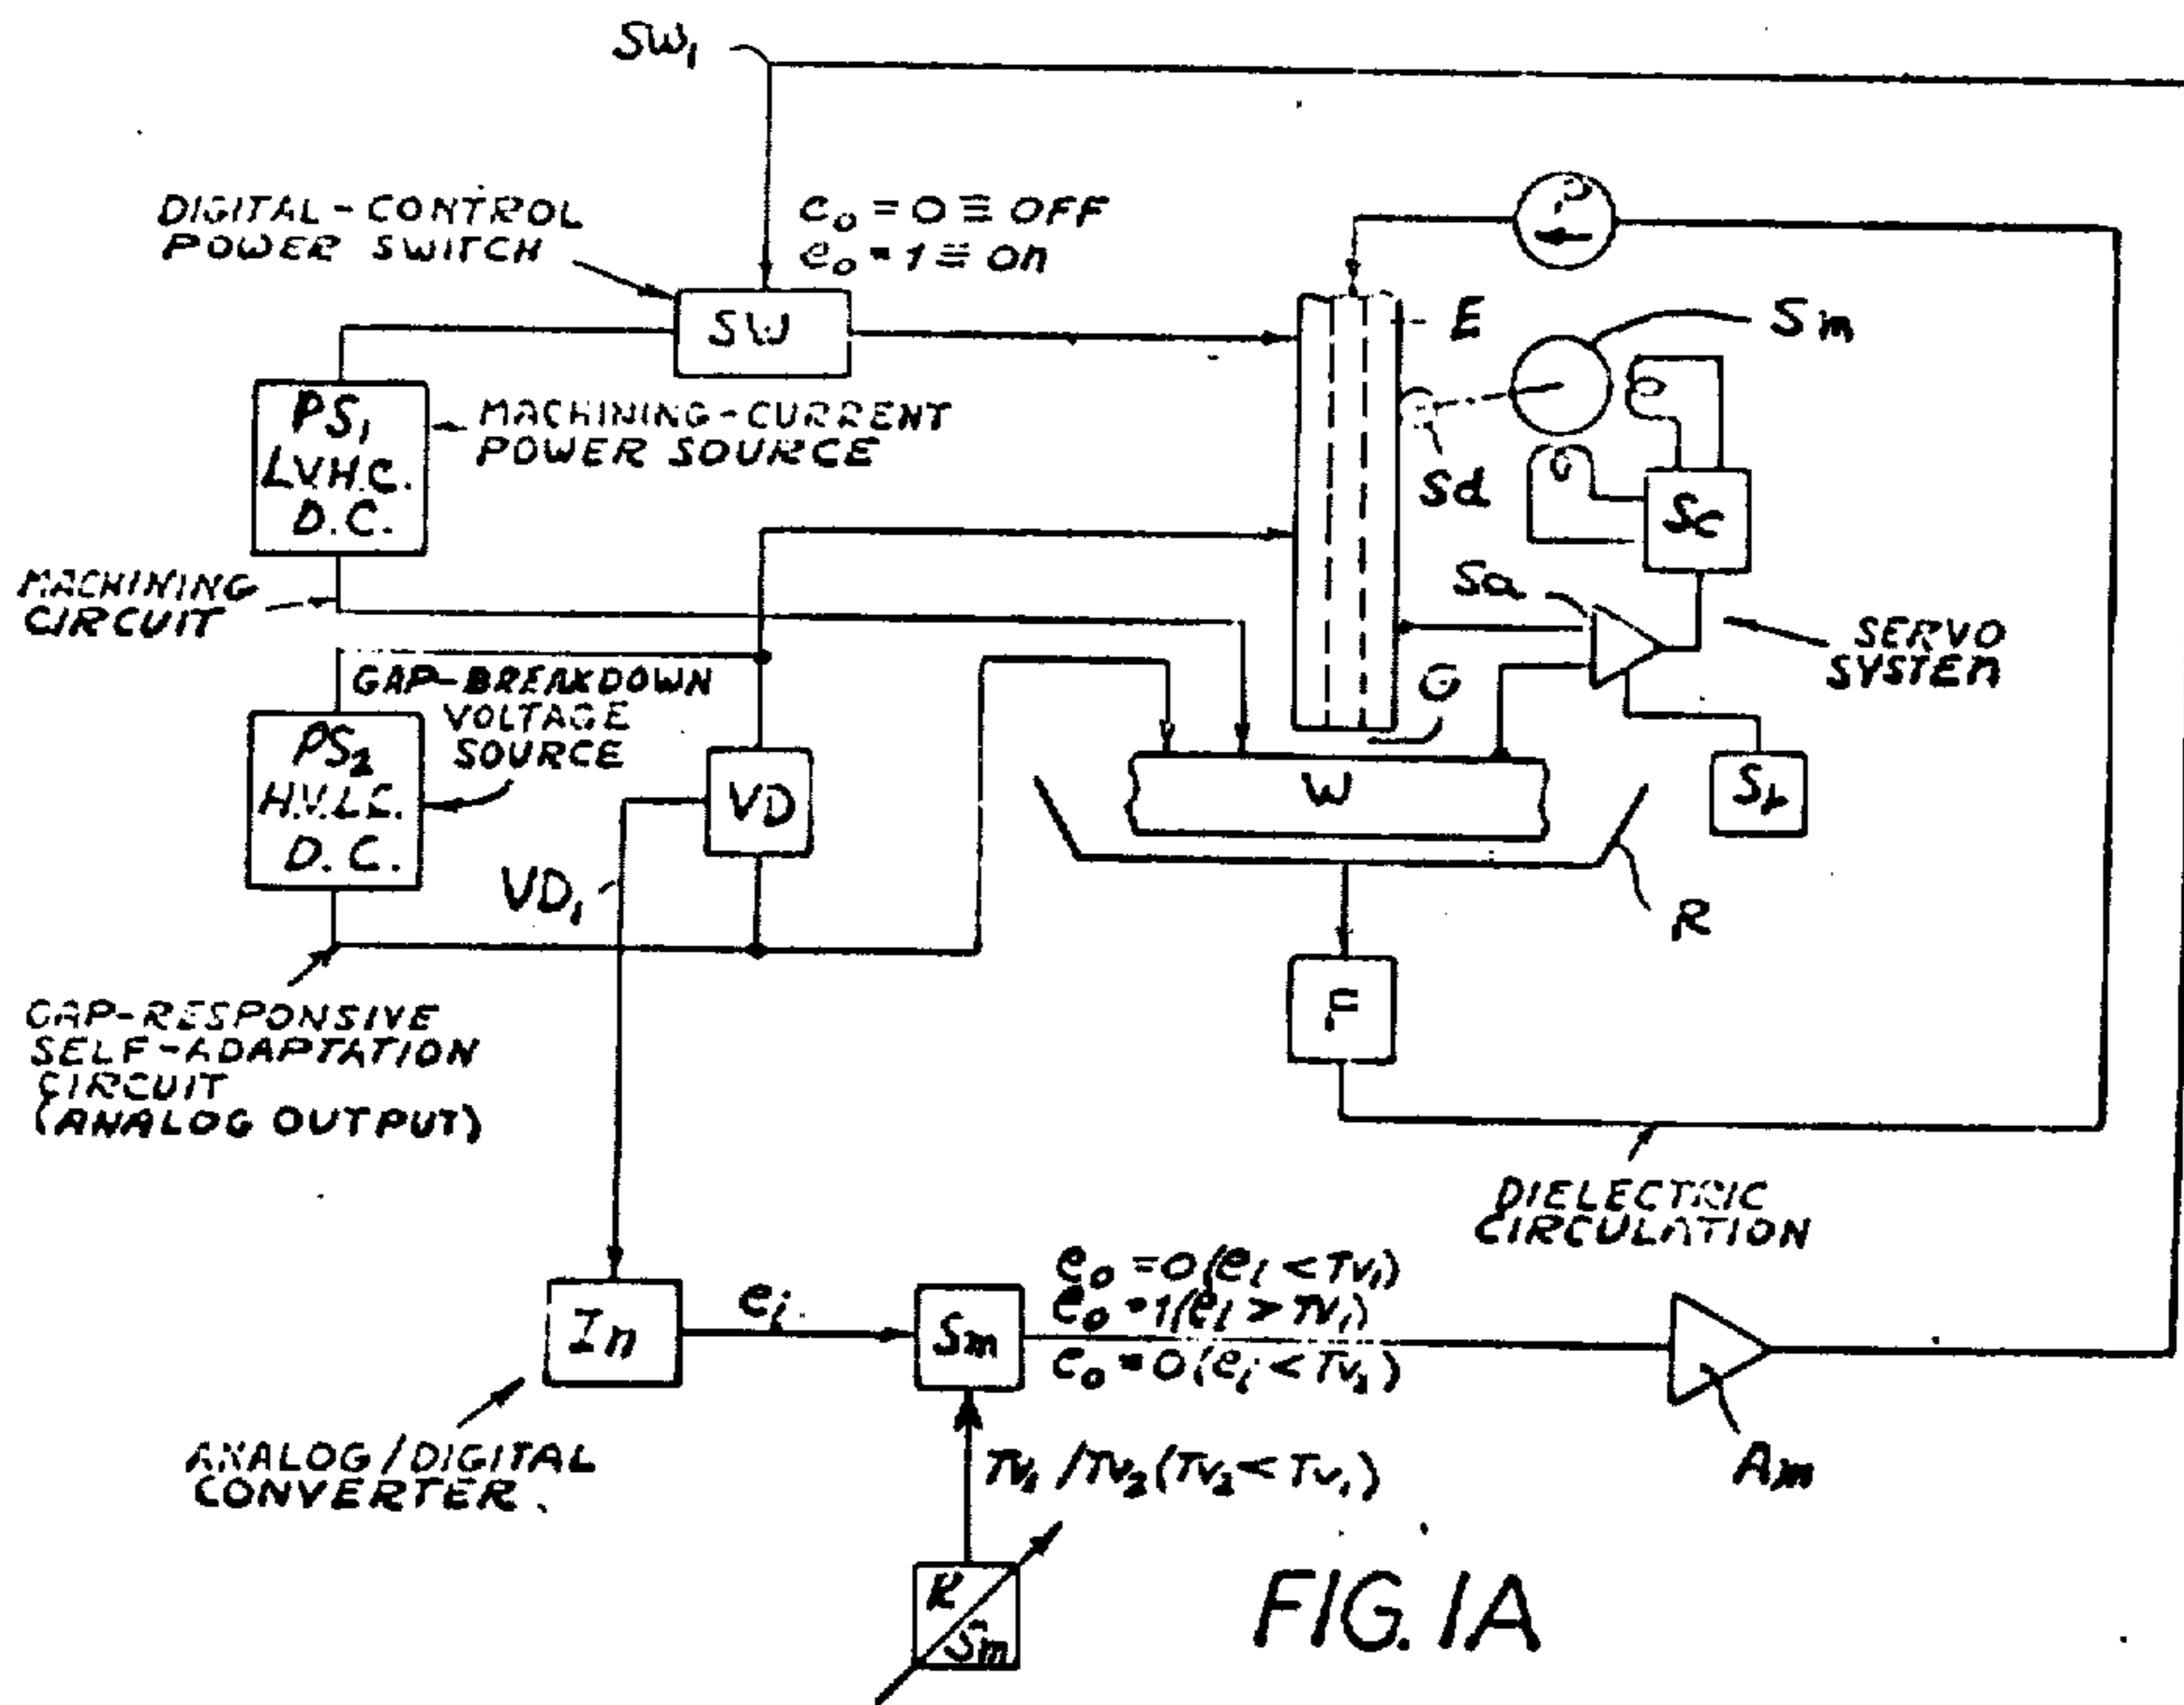 SW₁
DIGITAL-CONTROL
POWER SWITCH
e₀ = 0 ≡ OFF
e₀ = 1 ≡ On
P
SW
E
Sm
PS₁
L.V.H.C.
D.C.
MACHINING-CURRENT
POWER SOURCE
Sd
Sc
MACHINING
CIRCUIT
Sa
SERVO
SYSTEM
GAP-BREAKDOWN
VOLTAGE
SOURCE
G
PS₂
H.V.L.C.
D.C.
VD
W
VD₁
R
F
GAP-RESPONSIVE
SELF-ADAPTATION
CIRCUIT
(ANALOG OUTPUT)
DIELECTRIC
CIRCULATION
In
eᵢ
Sm
e₀ = 0 (eᵢ < Tv₁)
e₀ = 1 (eᵢ > Tv₁)
e₀ = 0 (eᵢ < Tv₂)
Am
ANALOG/DIGITAL
CONVERTER
Tv₁/Tv₂ (Tv₂ < Tv₁)
R/Sm
FIG. 1A